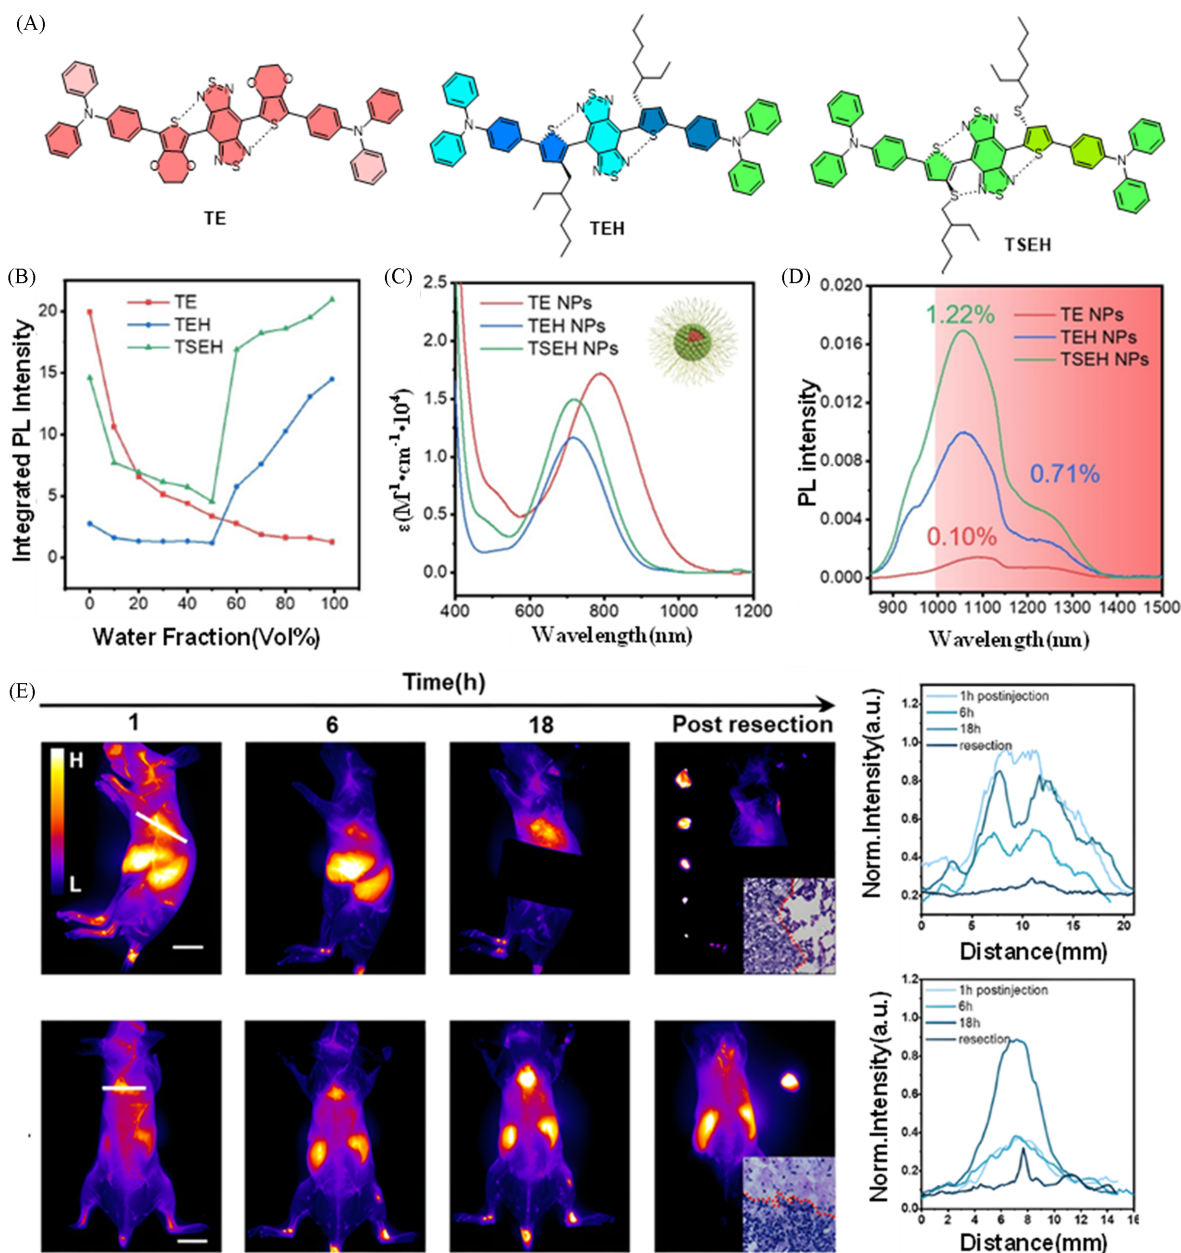 (A)
S
N
N
O
O
N
S
S
N
N
N
O
O
N
S
TE
S
N
N
S
N
S
N
N
N
S
TEH
S
S
N
N
S
N
S
N
S
N
N
S
TSEH
(B)
Integrated PL Intensity
20
15
10
5
0
TE
TEH
TSEH
0 20 40 60 80 100
Water Fraction(Vol%)
(C)
ε(M⁻¹•cm⁻¹•10⁴)
2.5
2.0
1.5
1.0
0.5
0.0
TE NPs
TEH NPs
TSEH NPs
400 600 800 1000 1200
Wavelength(nm)
(D)
PL intensity
0.020
0.016
0.012
0.008
0.004
0.000
1.22%
TE NPs
TEH NPs
TSEH NPs
0.71%
0.10%
900 1000 1100 1200 1300 1400 1500
Wavelength(nm)
(E)
Time(h)
1 6 18 Post resection
H
L
Norm.Intensity(a.u.)
1.2
1.0
0.8
0.6
0.4
0.2
1h postinjection
6h
18h
resection
0 5 10 15 20
Distance(mm)
Norm.Intensity(a.u.)
1.2
1.0
0.8
0.6
0.4
0.2
0.0
1h postinjection
6h
18h
resection
0 2 4 6 8 10 12 14 16
Distance(mm)